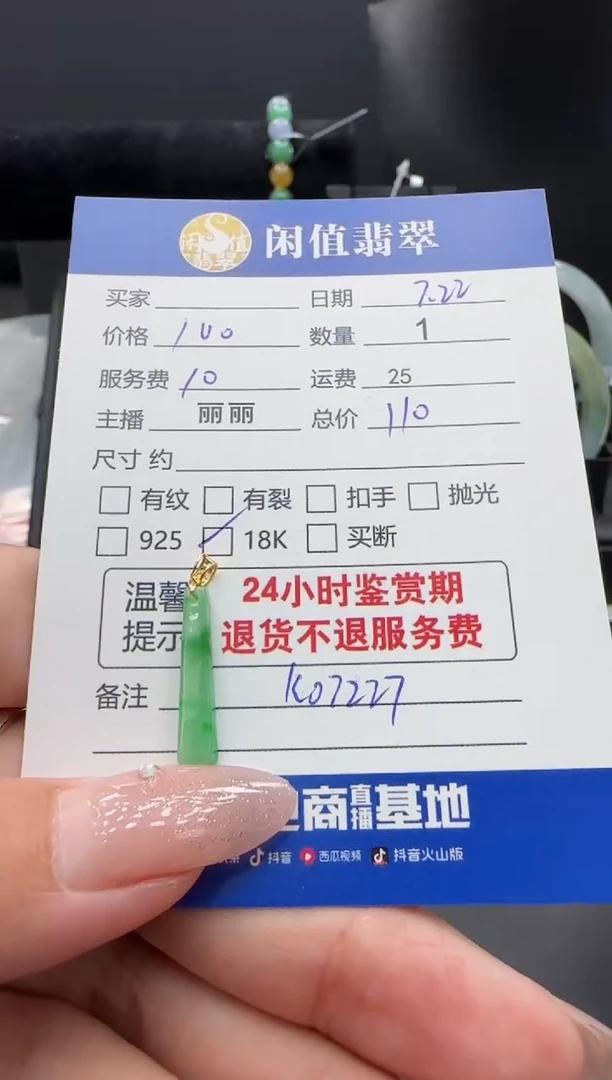 闲值翡翠
闲值翡翠
买家 日期 7.22
价格 100 数量 1
服务费 10 运费 25
主播 丽丽 总价 110
尺寸 约
有纹 有裂 扣手 抛光
925 18K 买断
温馨 24小时鉴赏期
提示 退货不退服务费
备注 K07227
商直播基地
抖音 西瓜视频 抖音火山版